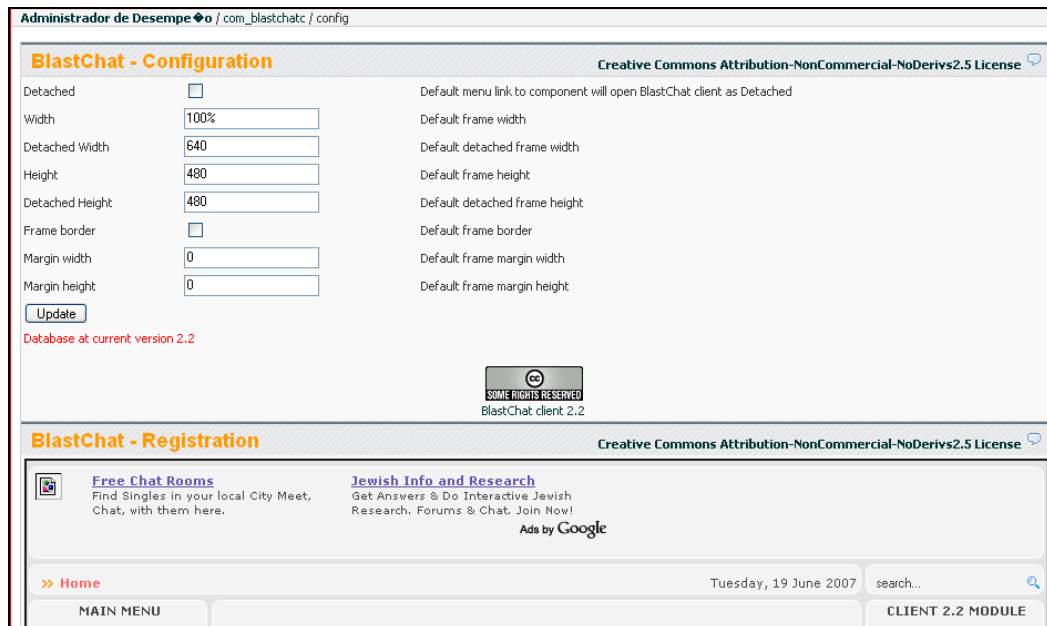 Administrador de Desempe�o / com_blastchatc / config
BlastChat - Configuration
Creative Commons Attribution-NonCommercial-NoDerivs2.5 License
Detached Default menu link to component will open BlastChat client as Detached
Width 100% Default frame width
Detached Width 640 Default detached frame width
Height 480 Default frame height
Detached Height 480 Default detached frame height
Frame border Default frame border
Margin width 0 Default frame margin width
Margin height 0 Default frame margin height
Update
Database at current version 2.2
cc
SOME RIGHTS RESERVED
BlastChat client 2.2
BlastChat - Registration
Creative Commons Attribution-NonCommercial-NoDerivs2.5 License
Free Chat Rooms
Find Singles in your local City Meet,
Chat, with them here.
Jewish Info and Research
Get Answers & Do Interactive Jewish
Research. Forums & Chat. Join Now!
Ads by Google
>> Home
Tuesday, 19 June 2007
search...
MAIN MENU
CLIENT 2.2 MODULE